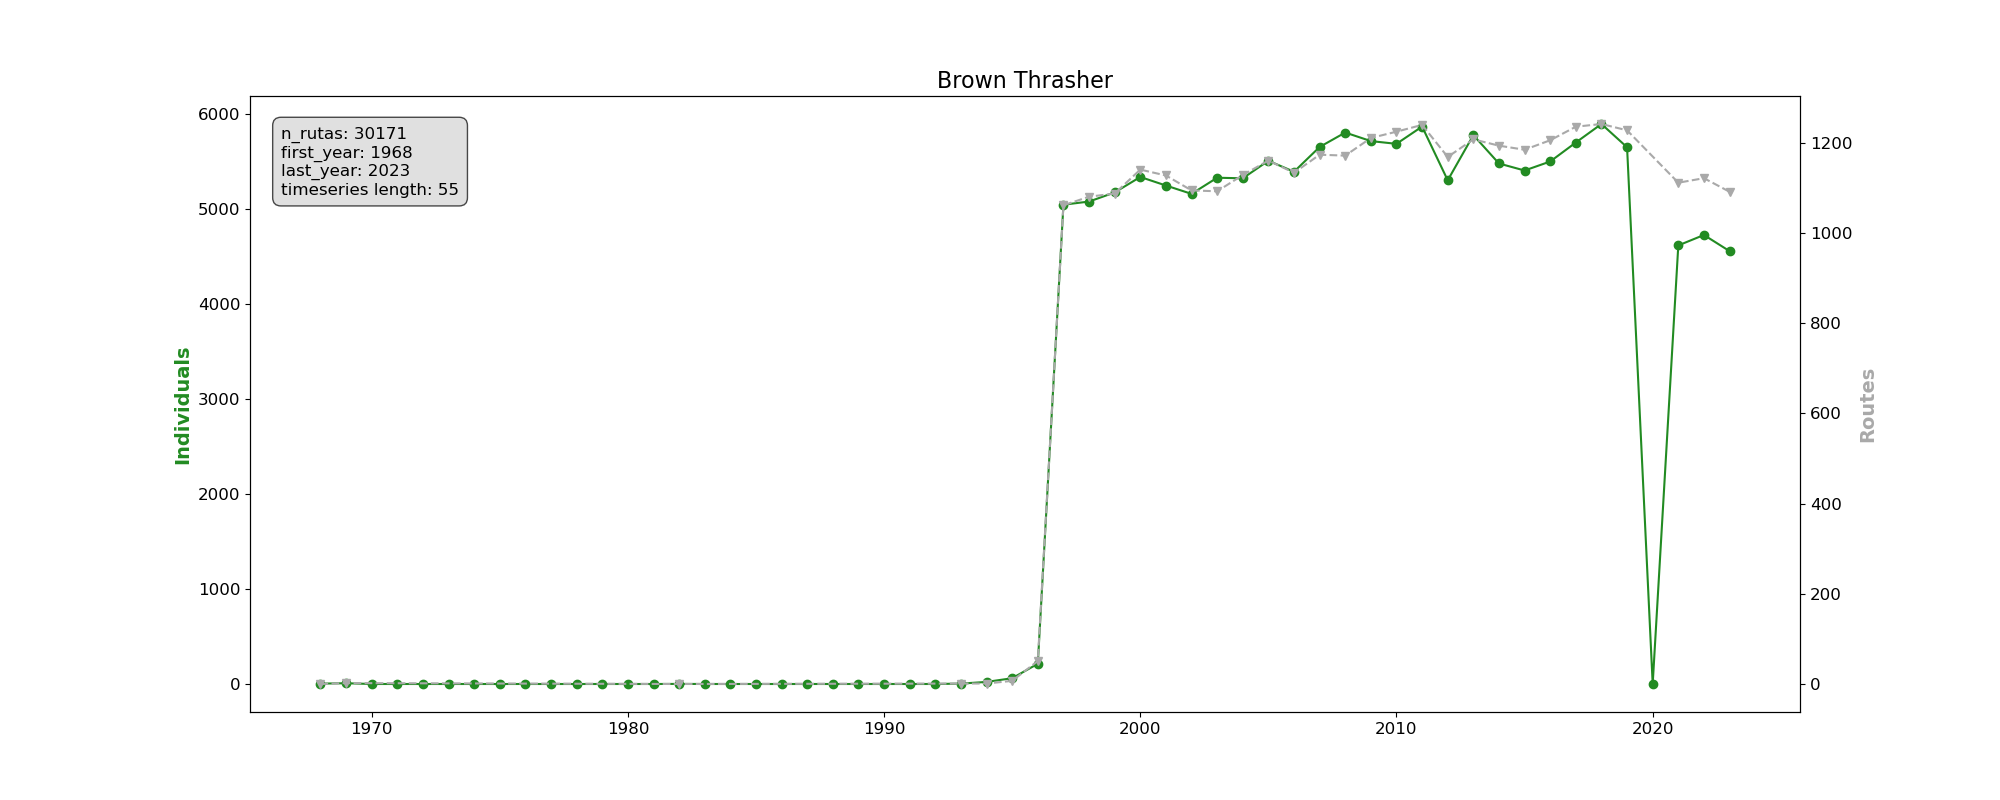 Brown Thrasher
n_rutas: 30171
first_year: 1968
last_year: 2023
timeseries length: 55
Individuals
6000
5000
4000
3000
2000
1000
0
Routes
1200
1000
800
600
400
200
0
1970
1980
1990
2000
2010
2020